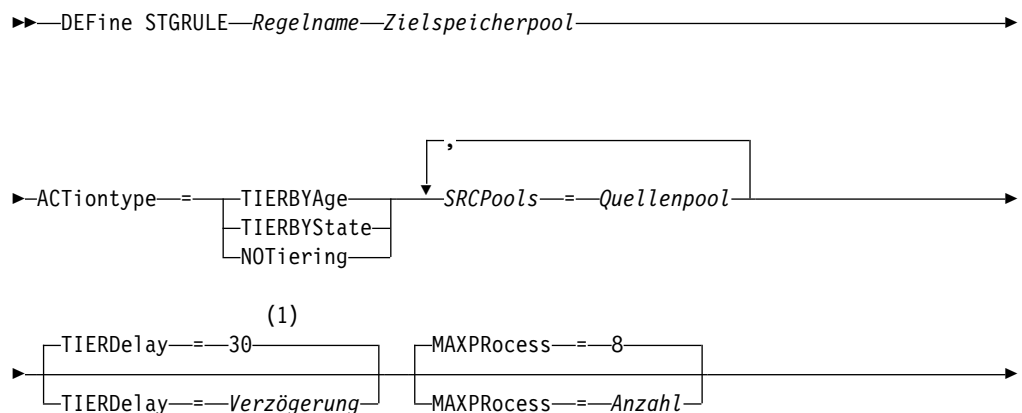 DEFine STGRULE Regelname Zielspeicherpool
,
ACTiontype = TIERBYAge SRCPools = Quellenpool
TIERBYState
NOTiering
(1)
TIERDelay = 30 MAXPRocess = 8
TIERDelay = Verzögerung MAXPRocess = Anzahl